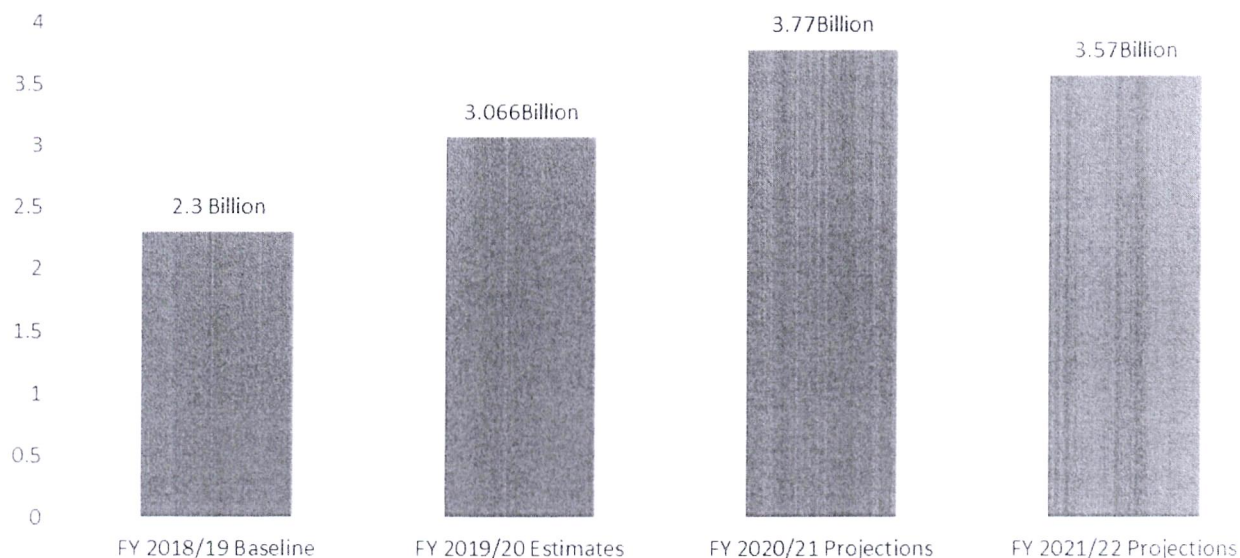 4
3.5
3
2.5
2
1.5
1
0.5
0
2.3 Billion
3.066Billion
3.77Billion
3.57Billion
FY 2018/19 Baseline
FY 2019/20 Estimates
FY 2020/21 Projections
FY 2021/22 Projections